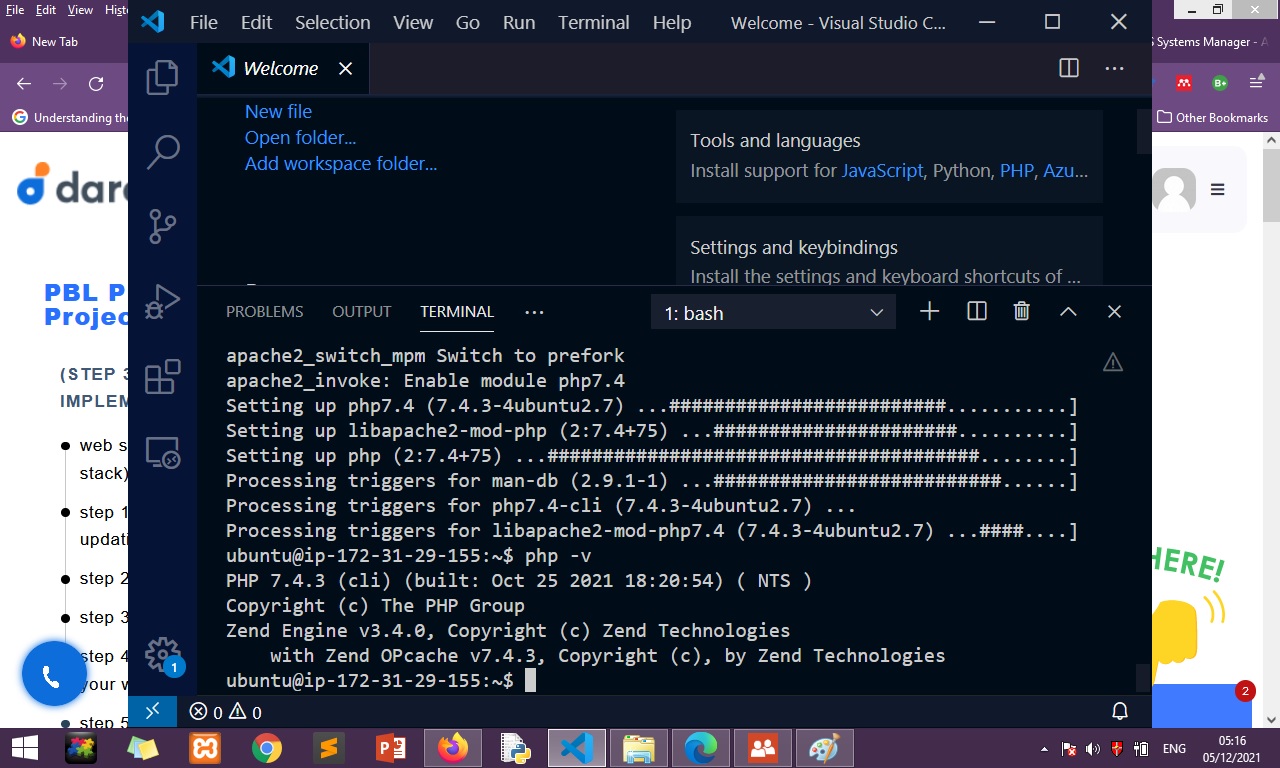 File Edit View Histo
New Tab
Understanding the
dar
PBL P
Projec
(STEP 3
IMPLEM
web s
stack)
step 1
updati
step 2
step 3
step 4
your w
step 5
File Edit Selection View Go Run Terminal Help Welcome - Visual Studio C...
Welcome
New file
Open folder...
Add workspace folder...
Tools and languages
Install support for JavaScript, Python, PHP, Azu...
Settings and keybindings
Install the settings and keyboard shortcuts of ...
PROBLEMS OUTPUT TERMINAL ... 1: bash
apache2_switch_mpm Switch to prefork
apache2_invoke: Enable module php7.4
Setting up php7.4 (7.4.3-4ubuntu2.7) ...#########################...........]
Setting up libapache2-mod-php (2:7.4+75) ...######################..........]
Setting up php (2:7.4+75) ...#######################################........]
Processing triggers for man-db (2.9.1-1) ...##########################......]
Processing triggers for php7.4-cli (7.4.3-4ubuntu2.7) ...
Processing triggers for libapache2-mod-php7.4 (7.4.3-4ubuntu2.7) ...####....]
ubuntu@ip-172-31-29-155:~$ php -v
PHP 7.4.3 (cli) (built: Oct 25 2021 18:20:54) ( NTS )
Copyright (c) The PHP Group
Zend Engine v3.4.0, Copyright (c) Zend Technologies
    with Zend OPcache v7.4.3, Copyright (c), by Zend Technologies
ubuntu@ip-172-31-29-155:~$
1
0 0
S Systems Manager - A
B+
Other Bookmarks
HERE!
2
ENG
05:16
05/12/2021